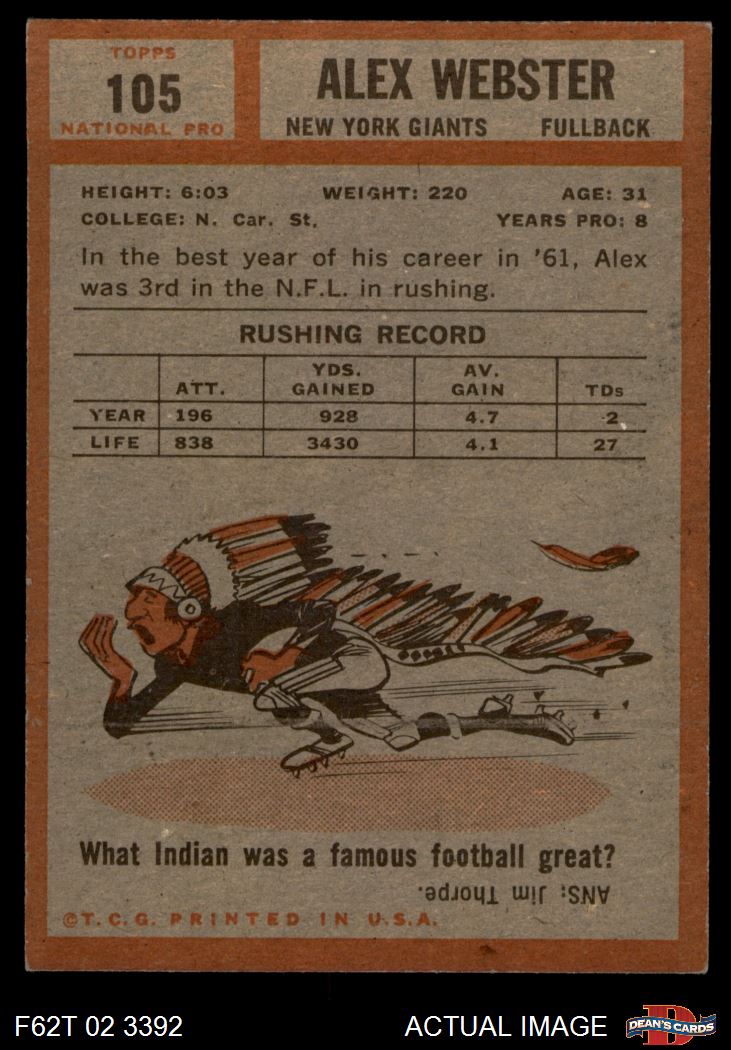 TOPPS
105
NATIONAL PRO
ALEX WEBSTER
NEW YORK GIANTS FULLBACK
HEIGHT: 6:03 WEIGHT: 220 AGE: 31
COLLEGE: N. Car. St. YEARS PRO: 8
In the best year of his career in '61, Alex
was 3rd in the N.F.L. in rushing.
RUSHING RECORD
ATT. YDS. GAINED AV. GAIN TDs
YEAR 196 928 4.7 2
LIFE 838 3430 4.1 27
What Indian was a famous football great?
ANS: Jim Thorpe.
©T.C.G. PRINTED IN U.S.A.
F62T 02 3392 ACTUAL IMAGE
DEAN'S CARDS